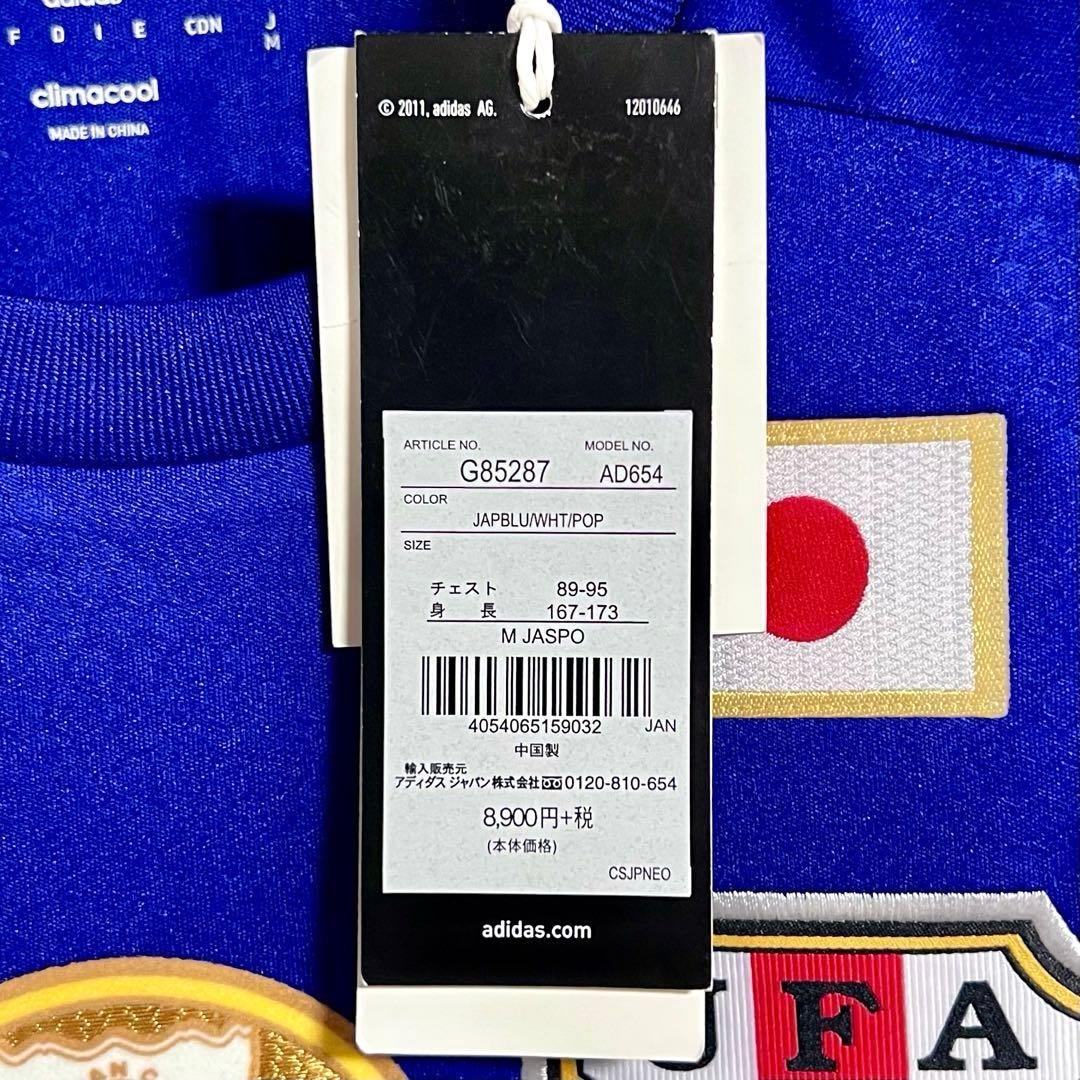 adidas
F D I E CDN J
M
climacool
MADE IN CHINA
© 2011, adidas AG. 12010646
ARTICLE NO. MODEL NO.
G85287 AD654
COLOR
JAPBLU/WHT/POP
SIZE
チェスト 89-95
身 長 167-173
M JASPO
4054065159032 JAN
中国製
輸入販売元
アディダス ジャパン株式会社 0120-810-654
8,900円+税
(本体価格)
CSJPNEO
adidas.com
JFA